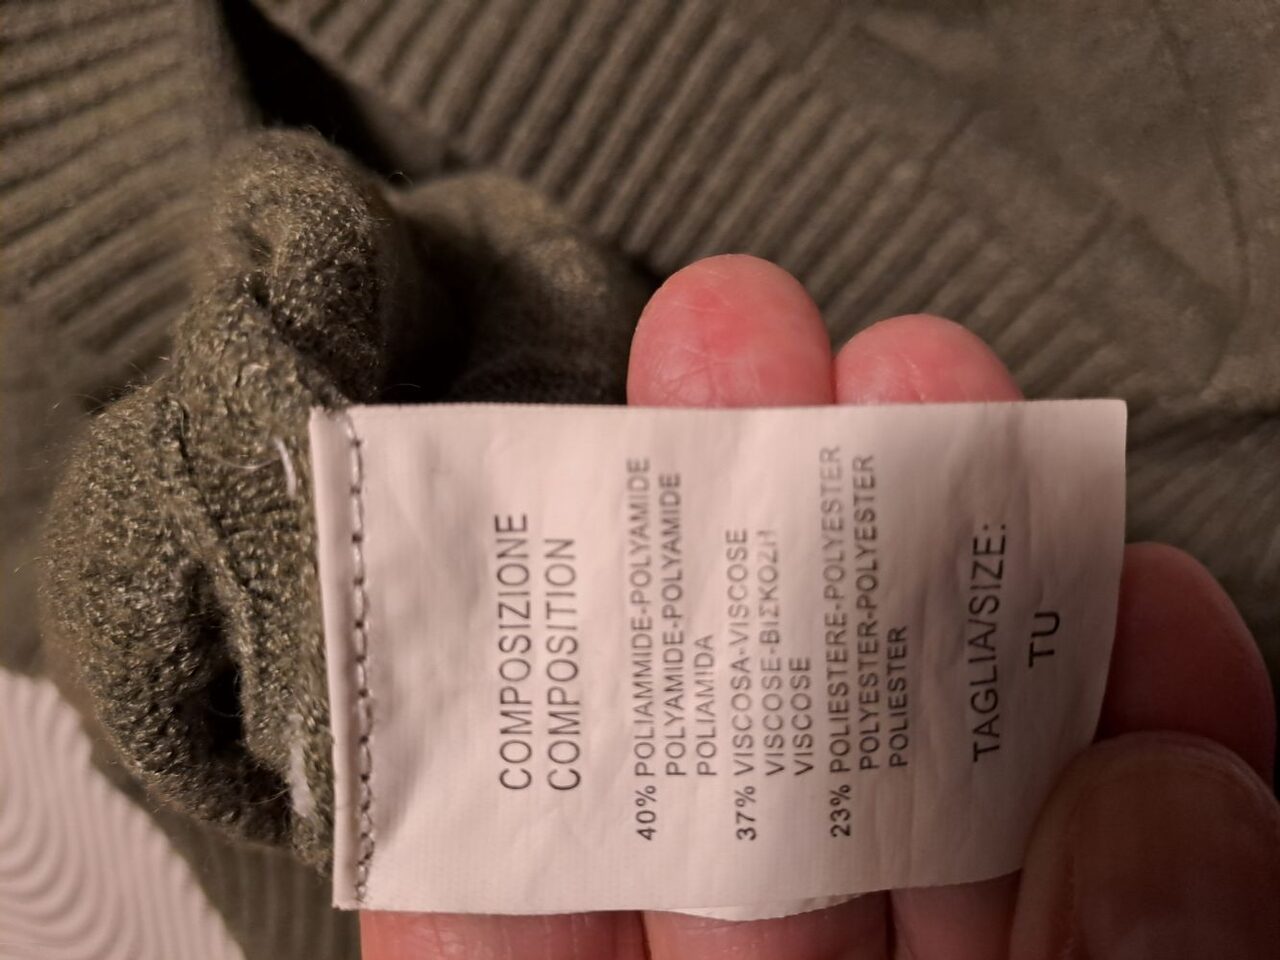 COMPOSIZIONE
COMPOSITION
40% POLIAMMIDE-POLYAMIDE
POLYAMIDE-POLYAMIDE
POLIAMIDA
37% VISCOSA-VISCOSE
VISCOSE-ΒΙΣΚΟΖΗ
VISCOSE
23% POLIESTERE-POLYESTER
POLYESTER-POLYESTER
POLIESTER
TAGLIA/SIZE:
TU